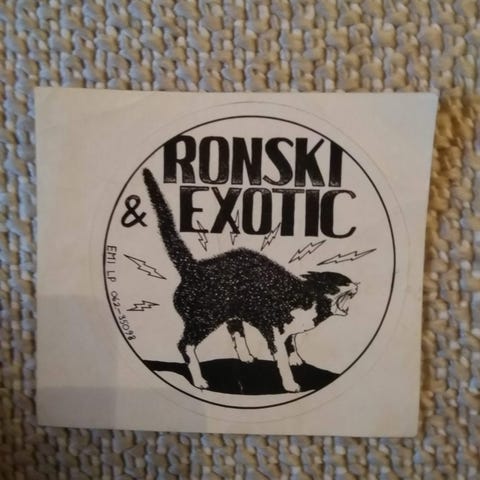 RONSKI
& EXOTIC
EMI LP 062-35098